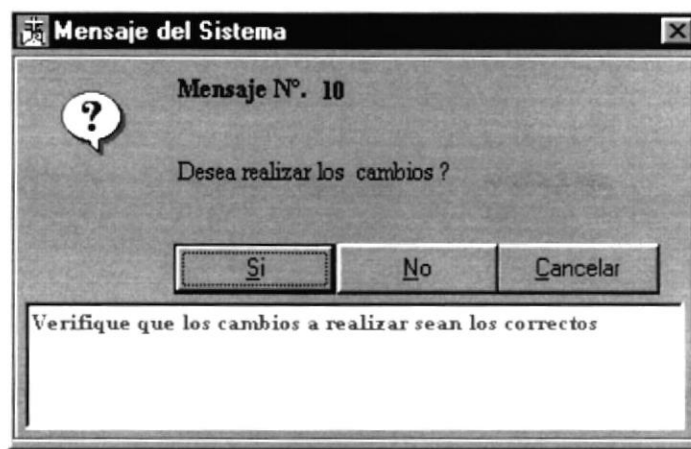 Mensaje del Sistema
Mensaje N°. 10
?
Desea realizar los cambios ?
Si No Cancelar
Verifique que los cambios a realizar sean los correctos